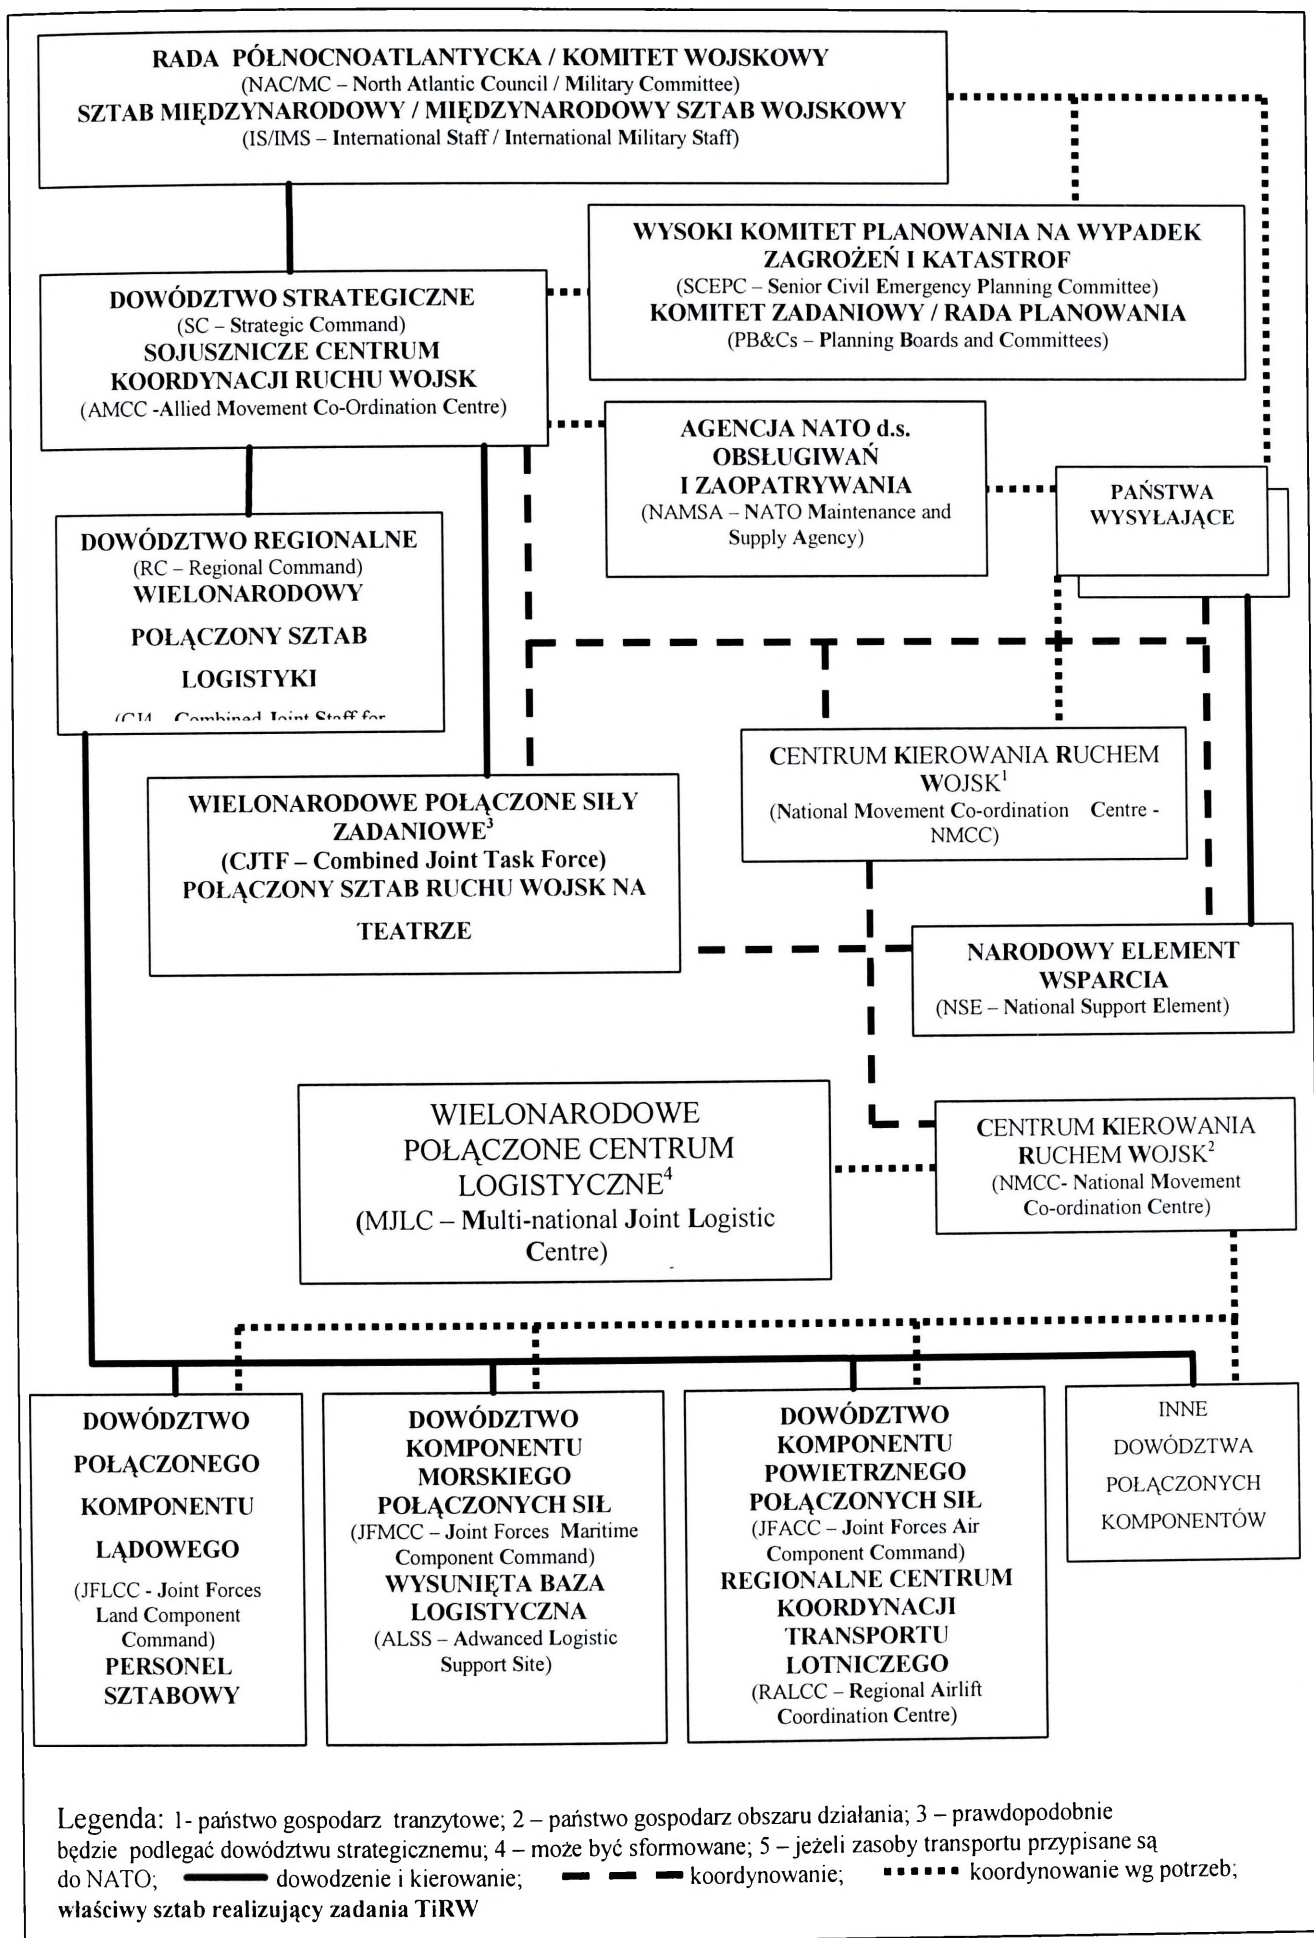 RADA PÓŁNOCNOATLANTYCKA / KOMITET WOJSKOWY
(NAC/MC – North Atlantic Council / Military Committee)
SZTAB MIĘDZYNARODOWY / MIĘDZYNARODOWY SZTAB WOJSKOWY
(IS/IMS – International Staff / International Military Staff)
WYSOKI KOMITET PLANOWANIA NA WYPADEK
ZAGROŻEŃ I KATASTROF
(SCEPC – Senior Civil Emergency Planning Committee)
KOMITET ZADANIOWY / RADA PLANOWANIA
(PB&Cs – Planning Boards and Committees)
DOWÓDZTWO STRATEGICZNE
(SC – Strategic Command)
SOJUSZNICZE CENTRUM
KOORDYNACJI RUCHU WOJSK
(AMCC -Allied Movement Co-Ordination Centre)
AGENCJA NATO d.s.
OBSŁUGIWAŃ
I ZAOPATRYWANIA
(NAMSA – NATO Maintenance and
Supply Agency)
PAŃSTWA
WYSYŁAJĄCE
DOWÓDZTWO REGIONALNE
(RC – Regional Command)
WIELONARODOWY
POŁĄCZONY SZTAB
LOGISTYKI
(CJ4 – Combined Joint Staff for
CENTRUM KIEROWANIA RUCHEM
WOJSK¹
(National Movement Co-ordination Centre -
NMCC)
WIELONARODOWE POŁĄCZONE SIŁY
ZADANIOWE³
(CJTF – Combined Joint Task Force)
POŁĄCZONY SZTAB RUCHU WOJSK NA
TEATRZE
NARODOWY ELEMENT
WSPARCIA
(NSE – National Support Element)
WIELONARODOWE
POŁĄCZONE CENTRUM
LOGISTYCZNE⁴
(MJLC – Multi-national Joint Logistic
Centre)
CENTRUM KIEROWANIA
RUCHEM WOJSK²
(NMCC- National Movement
Co-ordination Centre)
DOWÓDZTWO
POŁĄCZONEGO
KOMPONENTU
LĄDOWEGO
(JFLCC - Joint Forces
Land Component
Command)
PERSONEL
SZTABOWY
DOWÓDZTWO
KOMPONENTU
MORSKIEGO
POŁĄCZONYCH SIŁ
(JFMCC – Joint Forces Maritime
Component Command)
WYSUNIĘTA BAZA
LOGISTYCZNA
(ALSS – Adwanced Logistic
Support Site)
DOWÓDZTWO
KOMPONENTU
POWIETRZNEGO
POŁĄCZONYCH SIŁ
(JFACC – Joint Forces Air
Component Command)
REGIONALNE CENTRUM
KOORDYNACJI
TRANSPORTU
LOTNICZEGO
(RALCC – Regional Airlift
Coordination Centre)
INNE
DOWÓDZTWA
POŁĄCZONYCH
KOMPONENTÓW
Legenda: 1- państwo gospodarz tranzytowe; 2 – państwo gospodarz obszaru działania; 3 – prawdopodobnie
będzie podlegać dowództwu strategicznemu; 4 – może być sformowane; 5 – jeżeli zasoby transportu przypisane są
do NATO; dowodzenie i kierowanie; koordynowanie; koordynowanie wg potrzeb;
właściwy sztab realizujący zadania TiRW